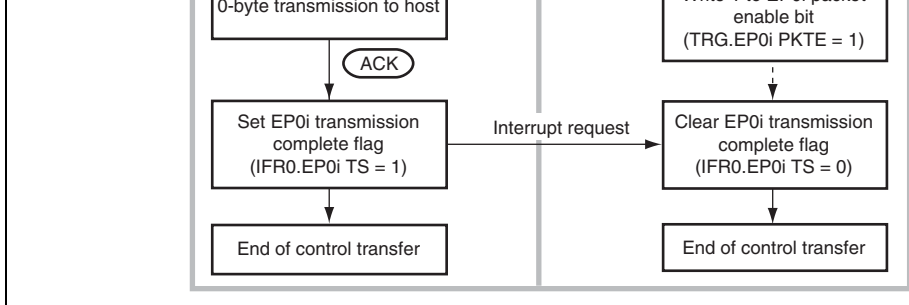 0-byte transmission to host
enable bit
(TRG.EP0i PKTE = 1)
ACK
Set EP0i transmission
complete flag
(IFR0.EP0i TS = 1)
Interrupt request
Clear EP0i transmission
complete flag
(IFR0.EP0i TS = 0)
End of control transfer
End of control transfer